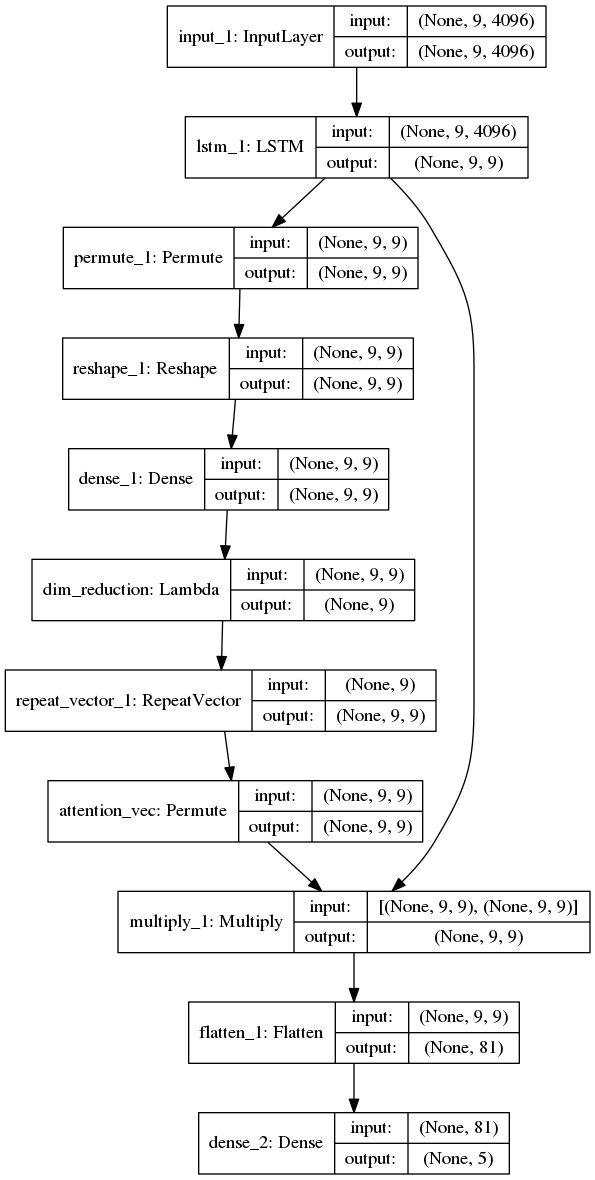 input_1: InputLayer
input: (None, 9, 4096)
output: (None, 9, 4096)
lstm_1: LSTM
input: (None, 9, 4096)
output: (None, 9, 9)
permute_1: Permute
input: (None, 9, 9)
output: (None, 9, 9)
reshape_1: Reshape
input: (None, 9, 9)
output: (None, 9, 9)
dense_1: Dense
input: (None, 9, 9)
output: (None, 9, 9)
dim_reduction: Lambda
input: (None, 9, 9)
output: (None, 9)
repeat_vector_1: RepeatVector
input: (None, 9)
output: (None, 9, 9)
attention_vec: Permute
input: (None, 9, 9)
output: (None, 9, 9)
multiply_1: Multiply
input: [(None, 9, 9), (None, 9, 9)]
output: (None, 9, 9)
flatten_1: Flatten
input: (None, 9, 9)
output: (None, 81)
dense_2: Dense
input: (None, 81)
output: (None, 5)